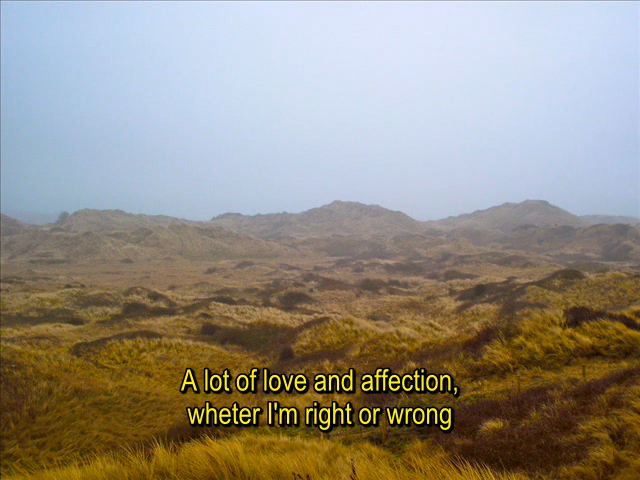 A lot of love and affection,
wheter I'm right or wrong